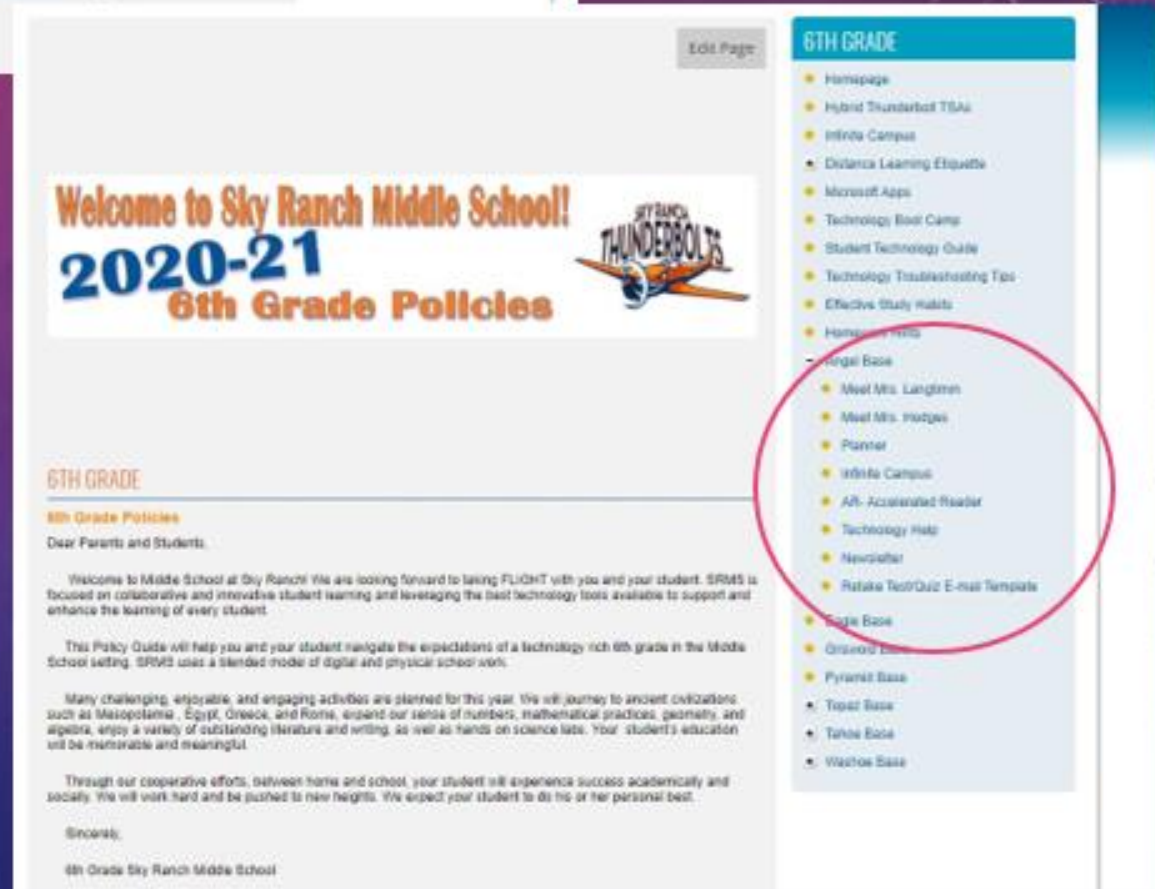 Edit Page
Welcome to Sky Ranch Middle School!
2020-21
6th Grade Policies
SKY RANCH
THUNDERBOLTS
6TH GRADE
6th Grade Policies
Dear Parents and Students,
Welcome to Middle School at Sky Ranch! We are looking forward to taking FLIGHT with you and your student. SRMS is
focused on collaborative and innovative student learning and leveraging the best technology tools available to support and
enhance the learning of every student.
This Policy Guide will help you and your student navigate the expectations of a technology rich 6th grade in the Middle
School setting. SRMS uses a blended model of digital and physical school work.
Many challenging, enjoyable, and engaging activities are planned for this year. We will journey to ancient civilizations
such as Mesopotamia , Egypt, Greece, and Rome, expand our sense of numbers, mathematical practices, geometry, and
algebra, enjoy a variety of outstanding literature and writing, as well as hands on science labs. Your student's education
will be memorable and meaningful.
Through our cooperative efforts, between home and school, your student will experience success academically and
socially. We will work hard and be pushed to new heights. We expect your student to do his or her personal best.
Sincerely,
6th Grade Sky Ranch Middle School
6TH GRADE
Homepage
Hybrid Thunderbolt TSAs
Infinite Campus
Distance Learning Etiquette
Microsoft Apps
Technology Boot Camp
Student Technology Guide
Technology Troubleshooting Tips
Effective Study Habits
Homework Hints
Angel Base
Meet Mrs. Langtimm
Meet Mrs. Hodges
Planner
Infinite Campus
AR- Accelerated Reader
Technology Help
Newsletter
Retake Test/Quiz E-mail Template
Eagle Base
Base
Pyramid Base
Topaz Base
Tahoe Base
Washoe Base